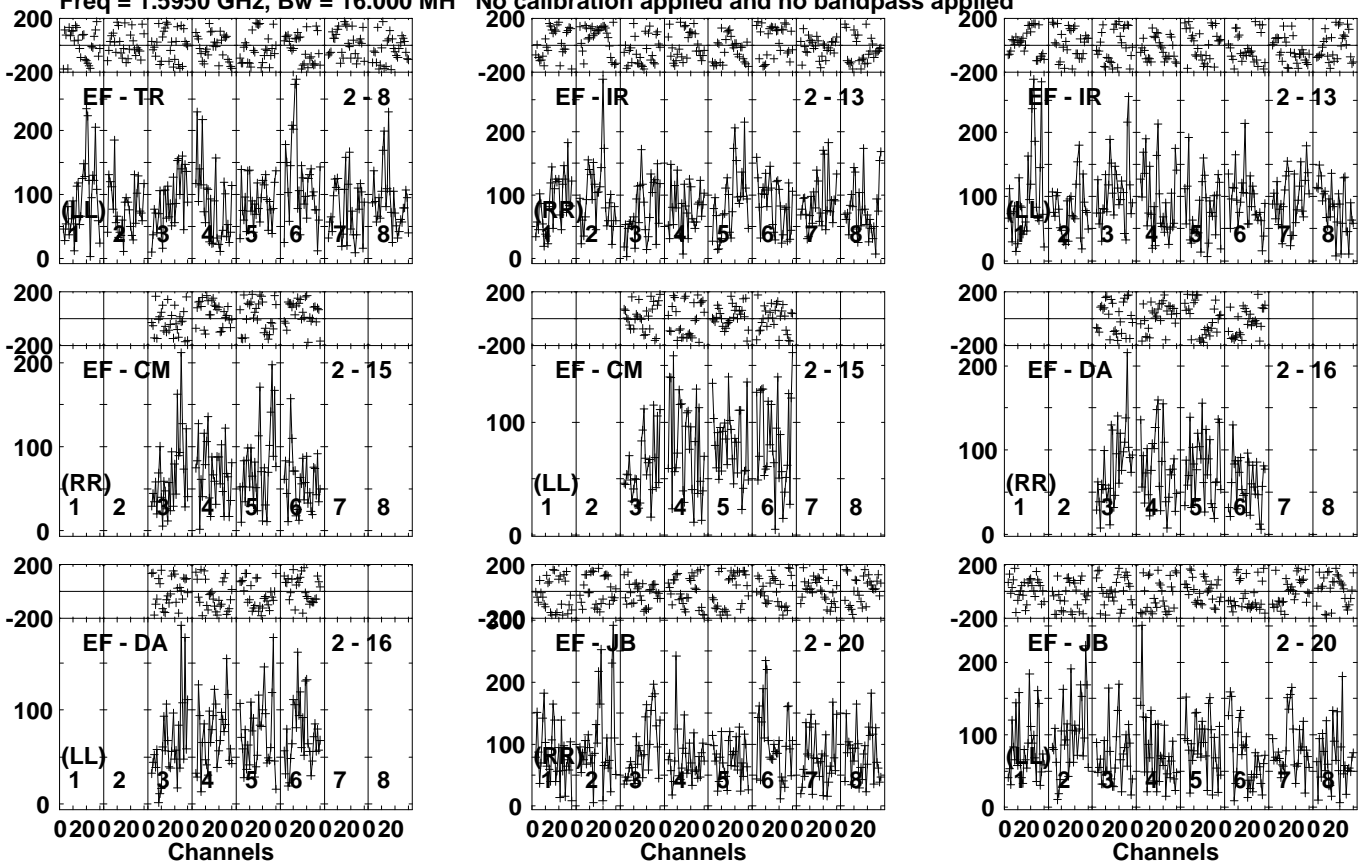 Freq = 1.5950 GHz, Bw = 16.000 MH No calibration applied and no bandpass applied
200 200 200
-200 -200 -200
EF - TR 2 - 8 EF - IR 2 - 13 EF - IR 2 - 13
200 200 200
100 100 100
(LL) (RR) (LL)
1 2 3 4 5 6 7 8 1 2 3 4 5 6 7 8 1 2 3 4 5 6 7 8
0 0 0
200 200 200
-200 -200 -200
200 200
EF - CM 2 - 15 EF - CM 2 - 15 EF - DA 2 - 16
100 100 100
(RR) (LL) (RR)
1 2 3 4 5 6 7 8 1 2 3 4 5 6 7 8 1 2 3 4 5 6 7 8
0 0 0
200 200 200
-200 -200 -200
300
EF - DA 2 - 16 EF - JB 2 - 20 EF - JB 2 - 20
200 200
100 100 100
(LL) (RR) (LL)
1 2 3 4 5 6 7 8 1 2 3 4 5 6 7 8 1 2 3 4 5 6 7 8
0 0 0
0 20 0 20 0 20 0 20 0 20 0 20 0 20 0 20 0 20 0 20 0 20 0 20 0 20 0 20 0 20 0 20 0 20 0 20 0 20 0 20 0 20 0 20 0 20 0 20
Channels Channels Channels